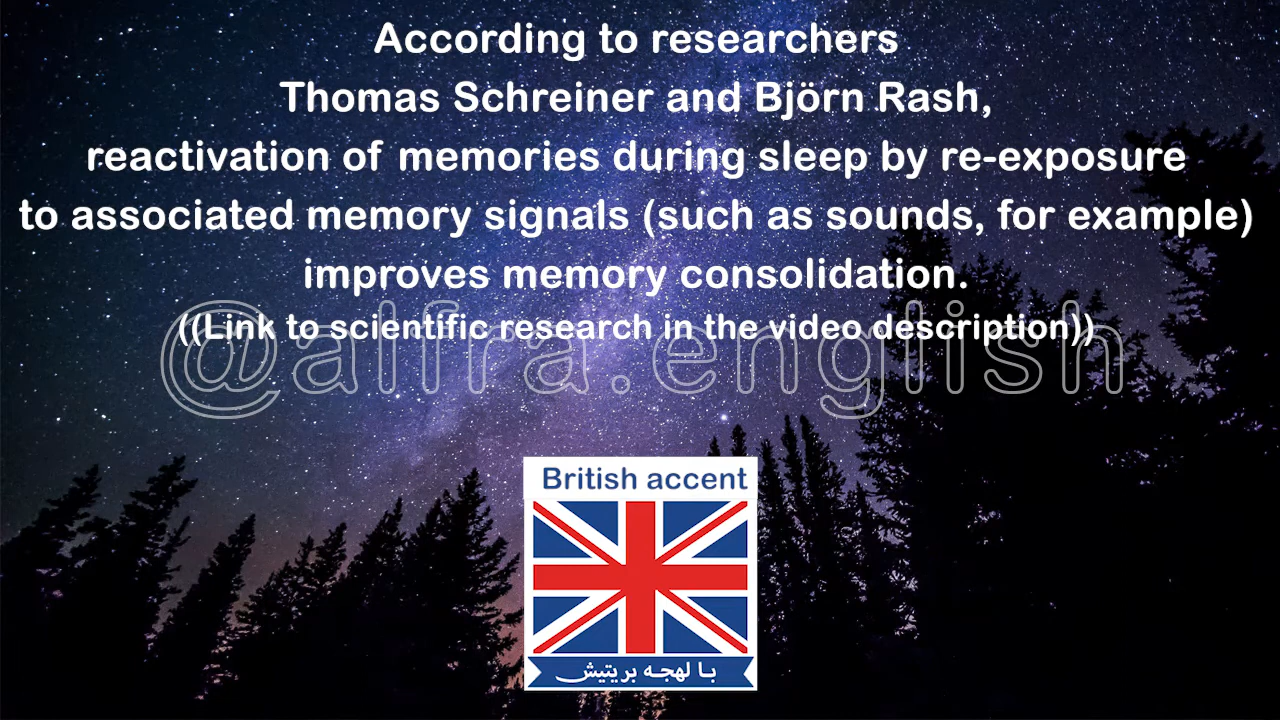 According to researchers
Thomas Schreiner and Björn Rash,
reactivation of memories during sleep by re-exposure
to associated memory signals (such as sounds, for example)
improves memory consolidation.
((Link to scientific research in the video description))
@alfra.english
British accent
با لهجه بریتیش